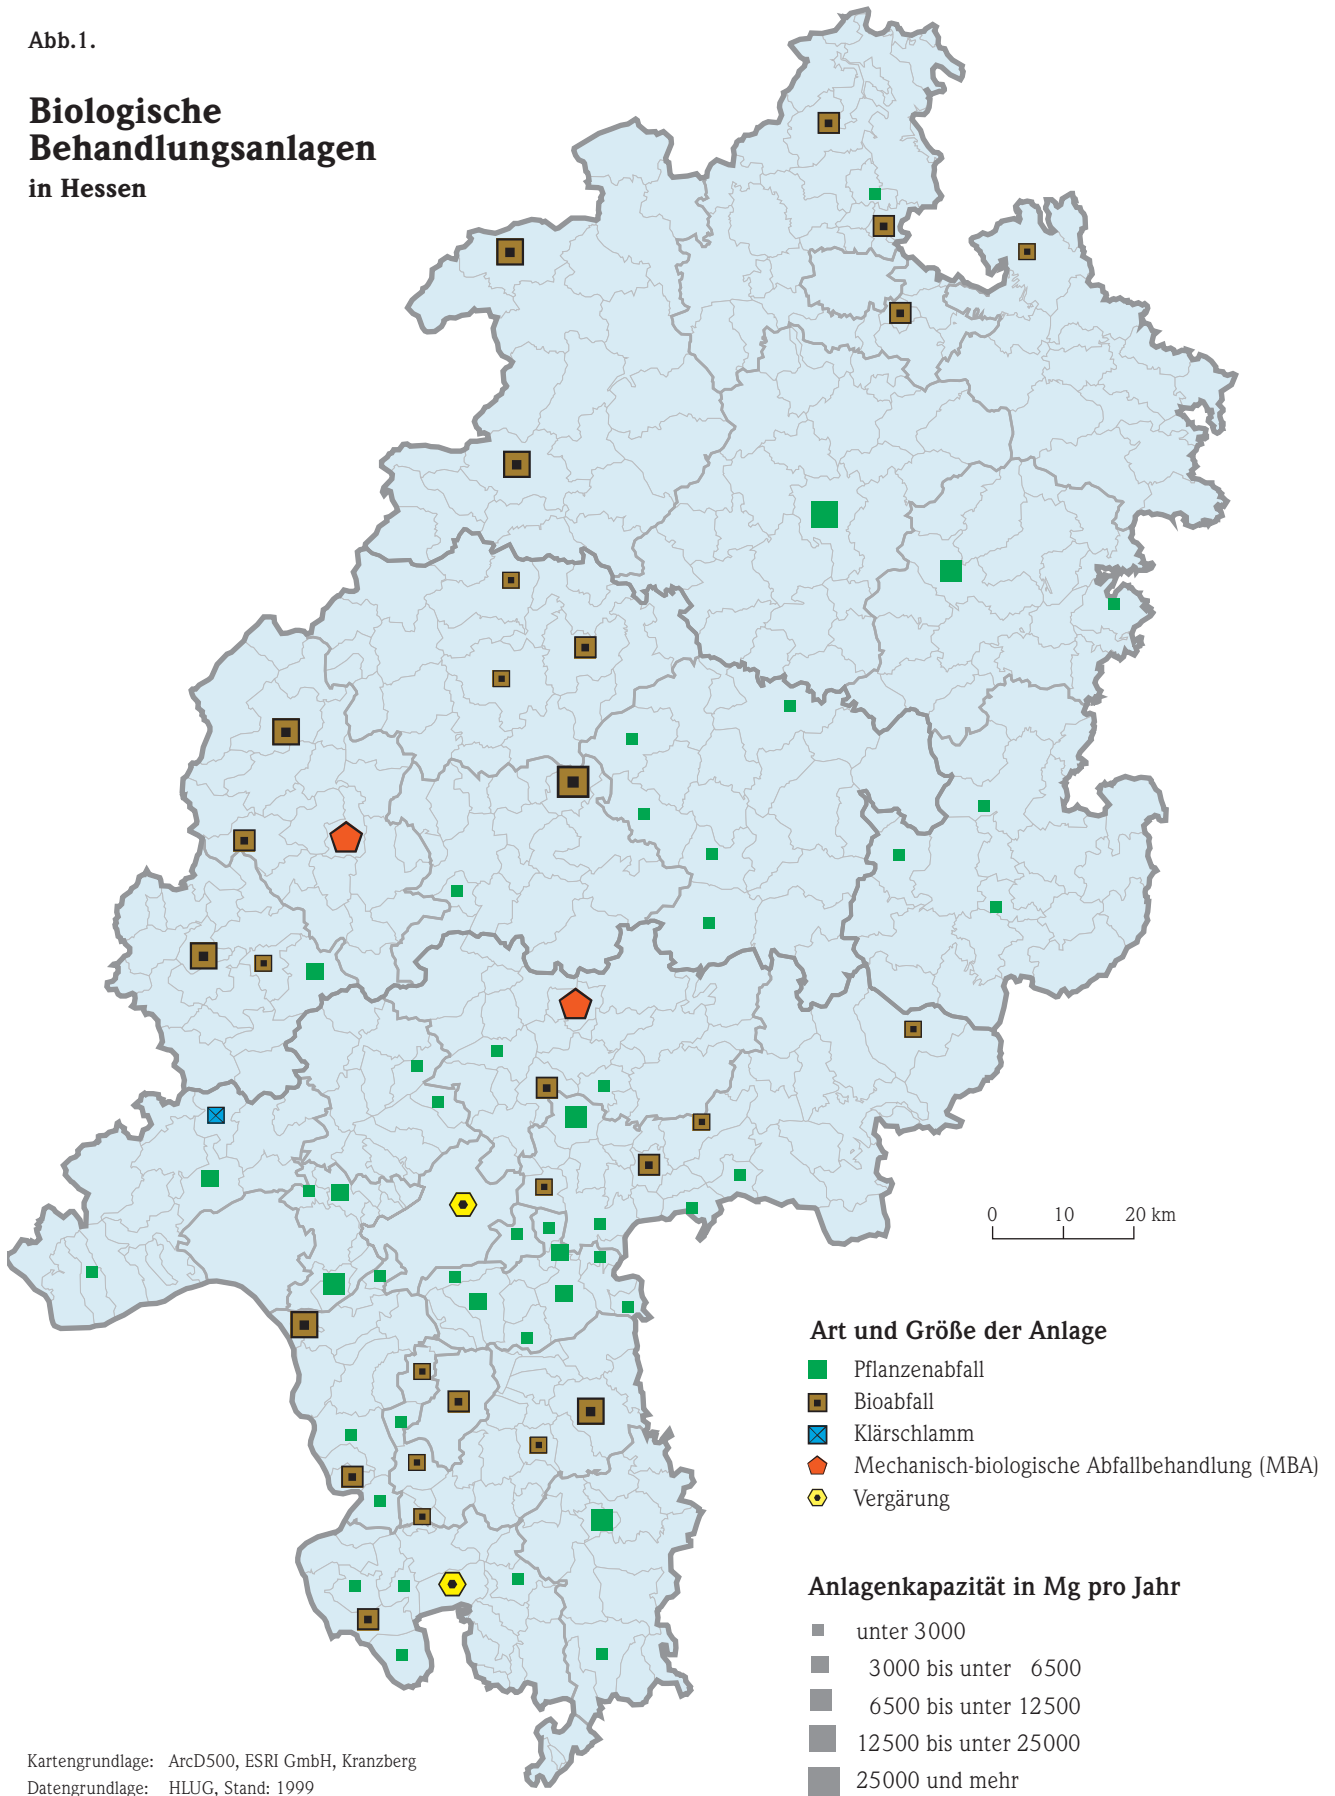 Abb.1.
Biologische
Behandlungsanlagen
in Hessen
0 10 20 km
Art und Größe der Anlage
Pflanzenabfall
Bioabfall
Klärschlamm
Mechanisch-biologische Abfallbehandlung (MBA)
Vergärung
Anlagenkapazität in Mg pro Jahr
unter 3000
3000 bis unter 6500
6500 bis unter 12500
12500 bis unter 25000
25000 und mehr
Kartengrundlage: ArcD500, ESRI GmbH, Kranzberg
Datengrundlage: HLUG, Stand: 1999